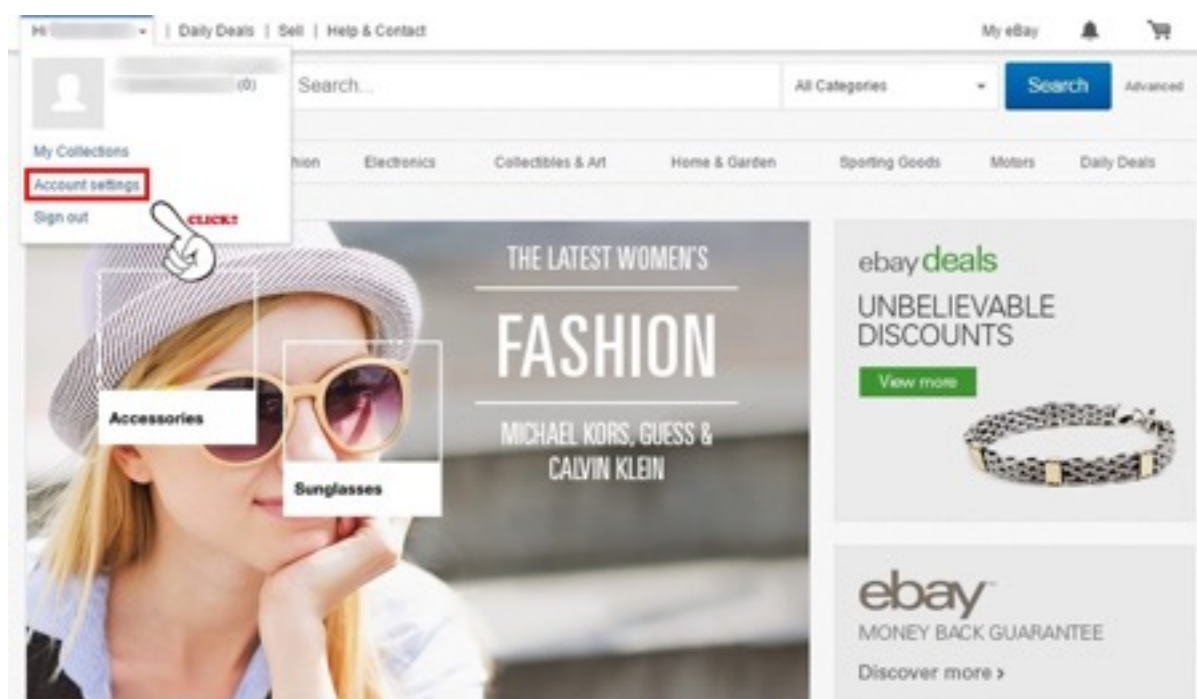 Hi
| Daily Deals | Sell | Help & Contact
My eBay
(0)
Search...
All Categories
Search
Advanced
My Collections
Account settings
Sign out
CLICK!!
hion
Electronics
Collectibles & Art
Home & Garden
Sporting Goods
Motors
Daily Deals
THE LATEST WOMEN'S
FASHION
MICHAEL KORS, GUESS &
CALVIN KLEIN
Accessories
Sunglasses
ebay deals
UNBELIEVABLE
DISCOUNTS
View more
ebay™
MONEY BACK GUARANTEE
Discover more ›